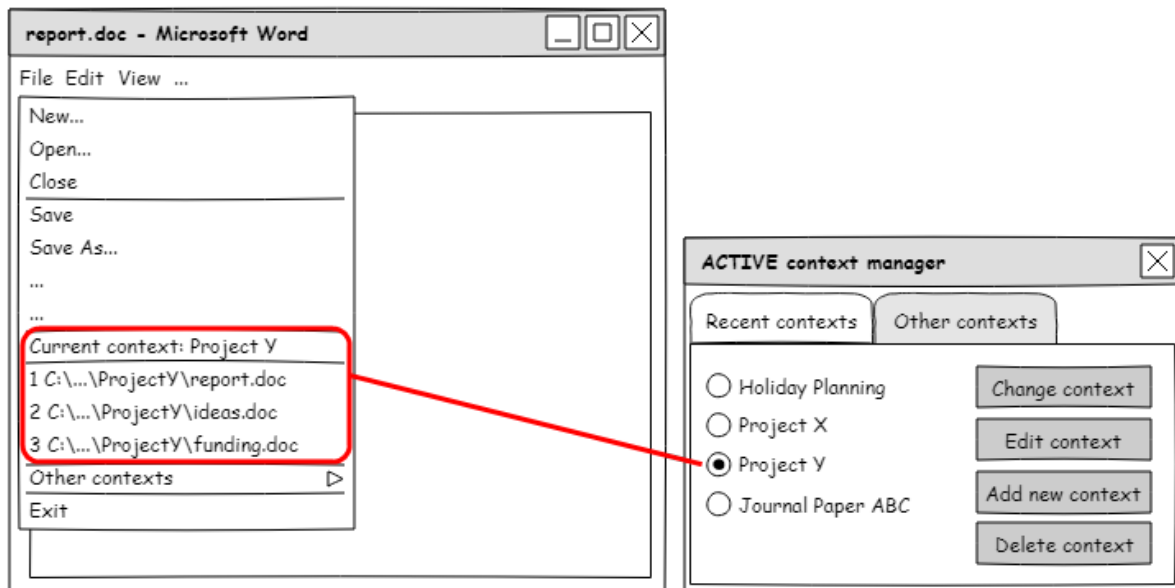 report.doc - Microsoft Word
File Edit View ...
New...
Open...
Close
Save
Save As...
...
...
Current context: Project Y
1 C:\...\ProjectY\report.doc
2 C:\...\ProjectY\ideas.doc
3 C:\...\ProjectY\funding.doc
Other contexts
Exit
ACTIVE context manager
Recent contexts Other contexts
Holiday Planning
Project X
Project Y
Journal Paper ABC
Change context
Edit context
Add new context
Delete context